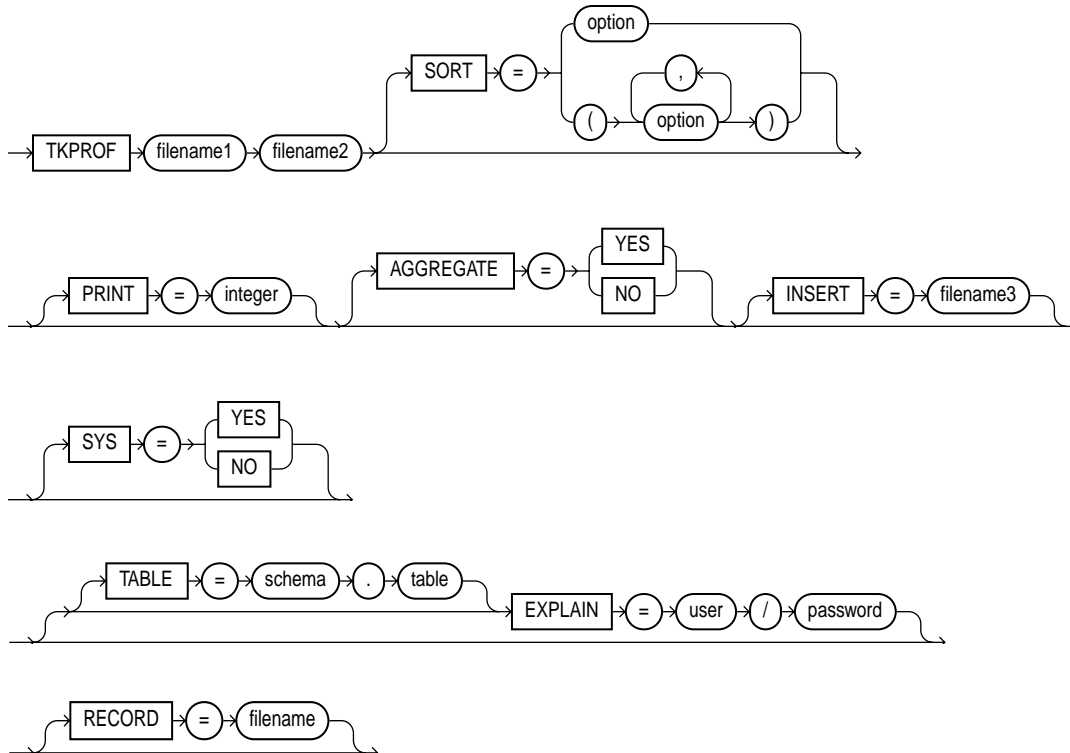 option
SORT = ,
( option )
TKPROF filename1 filename2
PRINT = integer AGGREGATE = YES INSERT = filename3
NO
SYS = YES
NO
TABLE = schema . table
EXPLAIN = user / password
RECORD = filename